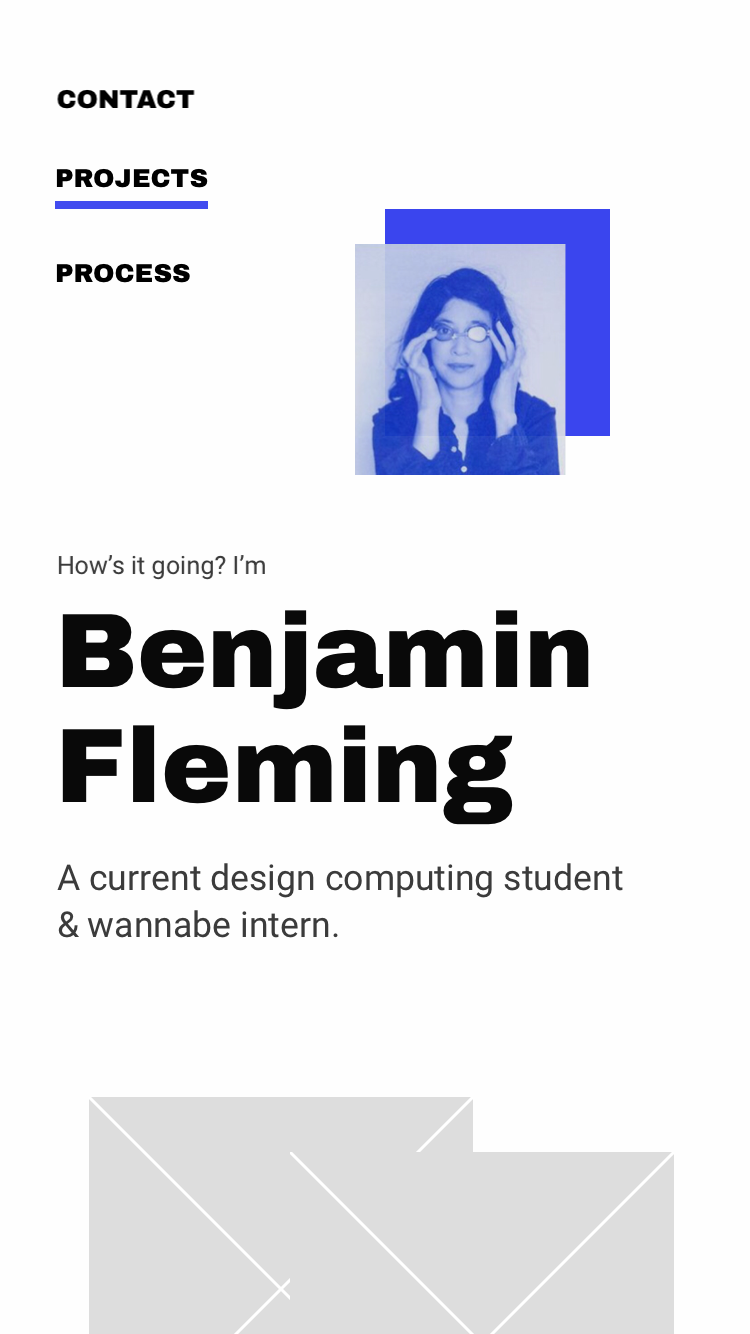 CONTACT
PROJECTS
PROCESS
How’s it going? I’m
Benjamin
Fleming
A current design computing student
& wannabe intern.